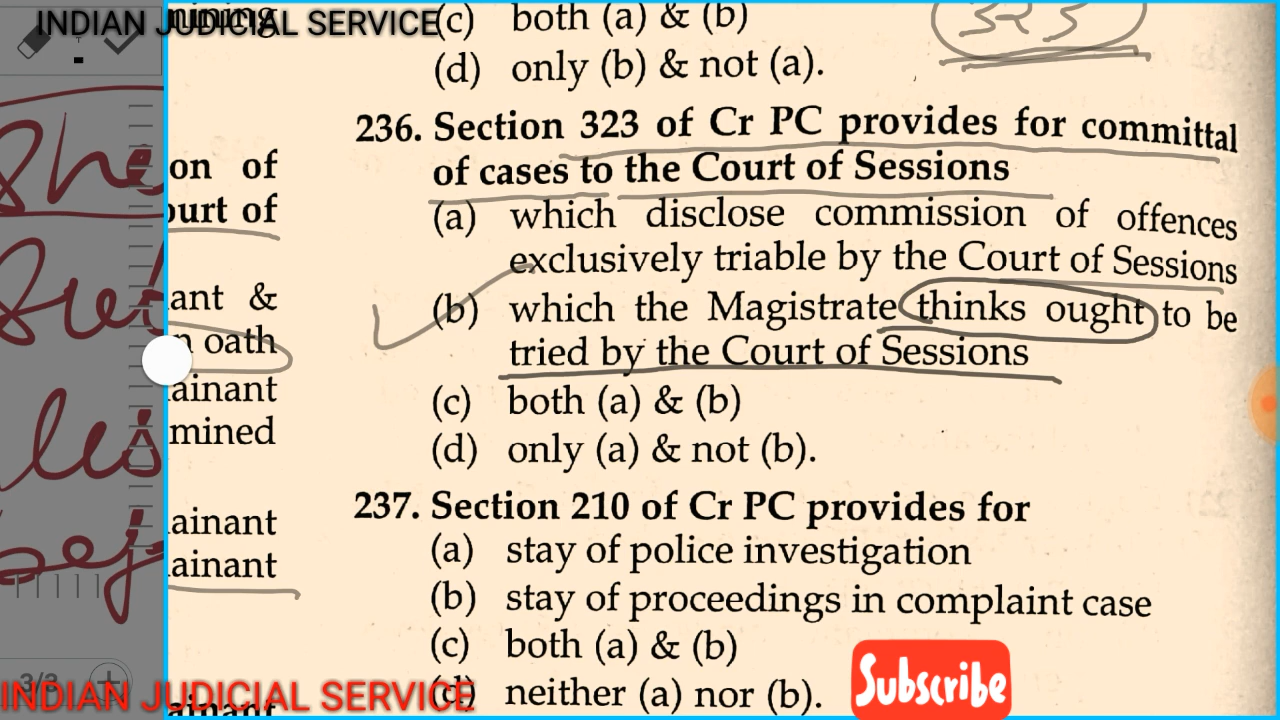 INDIAN JUDICIAL SERVICE
(c) both (a) & (b)
323
(d) only (b) & not (a).
236. Section 323 of Cr PC provides for committal
of cases to the Court of Sessions
(a) which disclose commission of offences
exclusively triable by the Court of Sessions
(b) which the Magistrate thinks ought to be
tried by the Court of Sessions
(c) both (a) & (b)
(d) only (a) & not (b).
237. Section 210 of Cr PC provides for
(a) stay of police investigation
(b) stay of proceedings in complaint case
(c) both (a) & (b)
(d) neither (a) nor (b).
on of
ourt of
ant &
n oath
ainant
mined
ainant
ainant
ainant
3/3
INDIAN JUDICIAL SERVICE
Subscribe